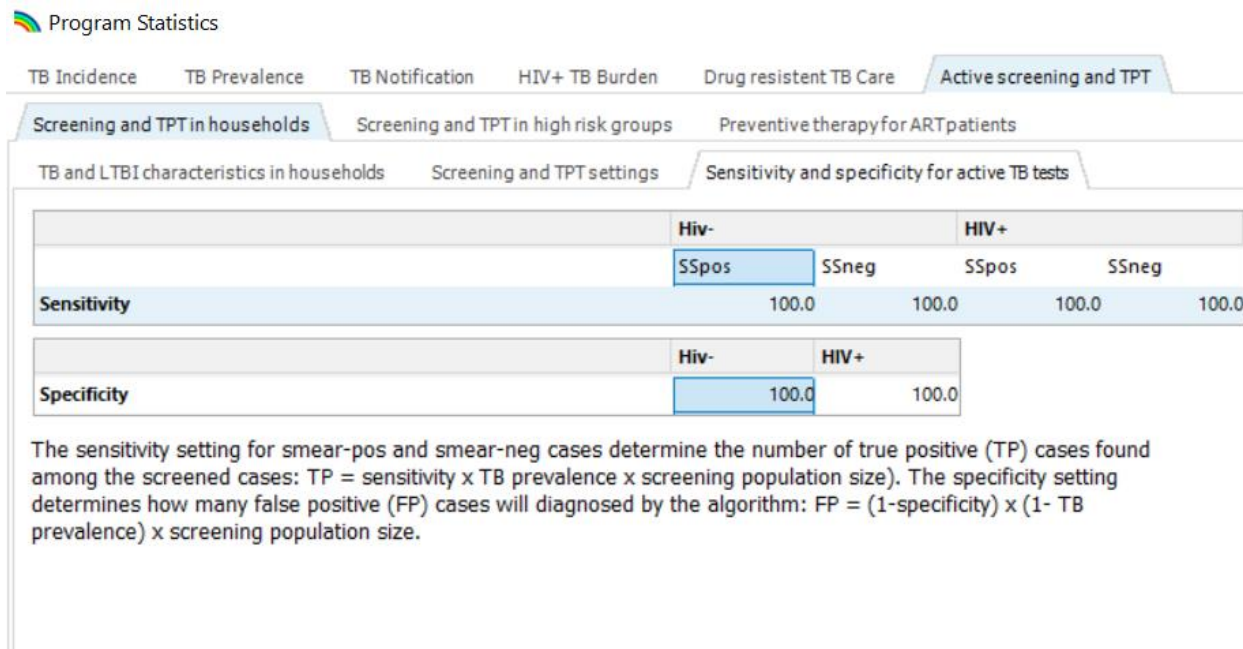 Program Statistics
TB Incidence TB Prevalence TB Notification HIV+ TB Burden Drug resistent TB Care Active screening and TPT
Screening and TPT in households Screening and TPT in high risk groups Preventive therapy for ART patients
TB and LTBI characteristics in households Screening and TPT settings Sensitivity and specificity for active TB tests
Hiv- HIV+
SSpos SSneg SSpos SSneg
Sensitivity 100.0 100.0 100.0 100.0
Hiv- HIV+
Specificity 100.0 100.0
The sensitivity setting for smear-pos and smear-neg cases determine the number of true positive (TP) cases found
among the screened cases: TP = sensitivity x TB prevalence x screening population size). The specificity setting
determines how many false positive (FP) cases will diagnosed by the algorithm: FP = (1-specificity) x (1- TB
prevalence) x screening population size.